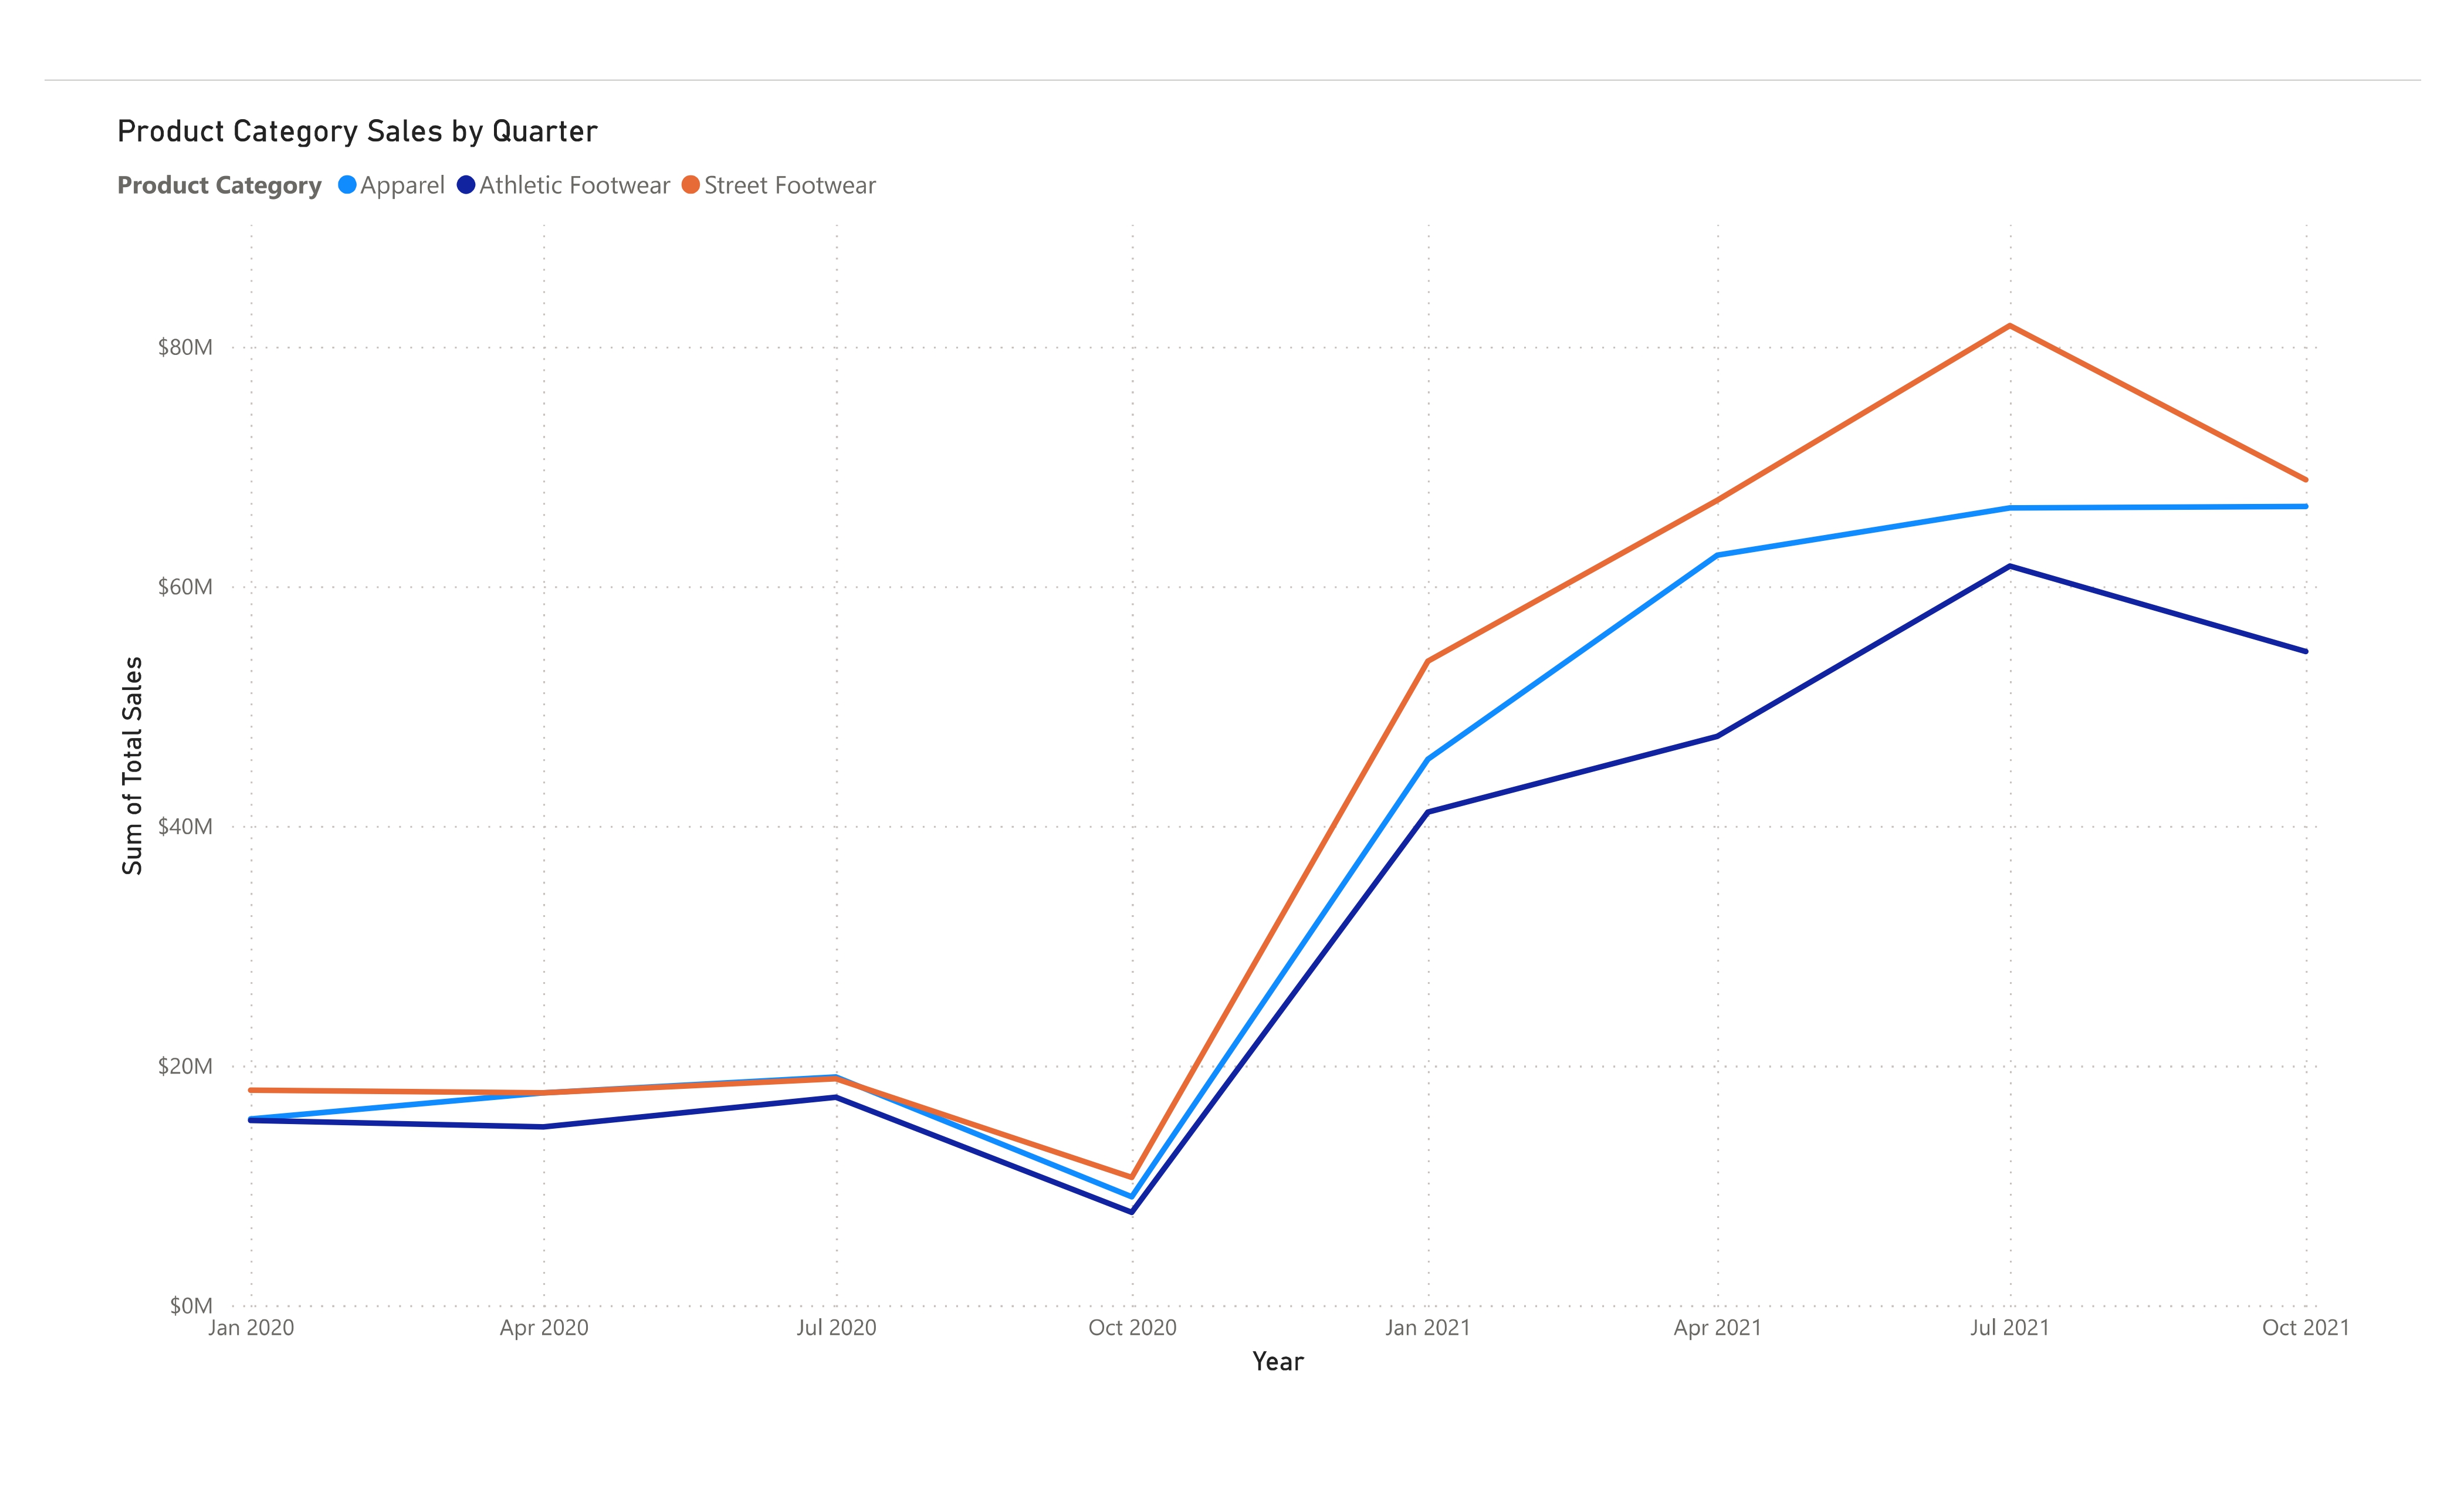 Product Category Sales by Quarter
Product Category Apparel Athletic Footwear Street Footwear
Sum of Total Sales
$80M
$60M
$40M
$20M
$0M
Jan 2020 Apr 2020 Jul 2020 Oct 2020 Jan 2021 Apr 2021 Jul 2021 Oct 2021
Year